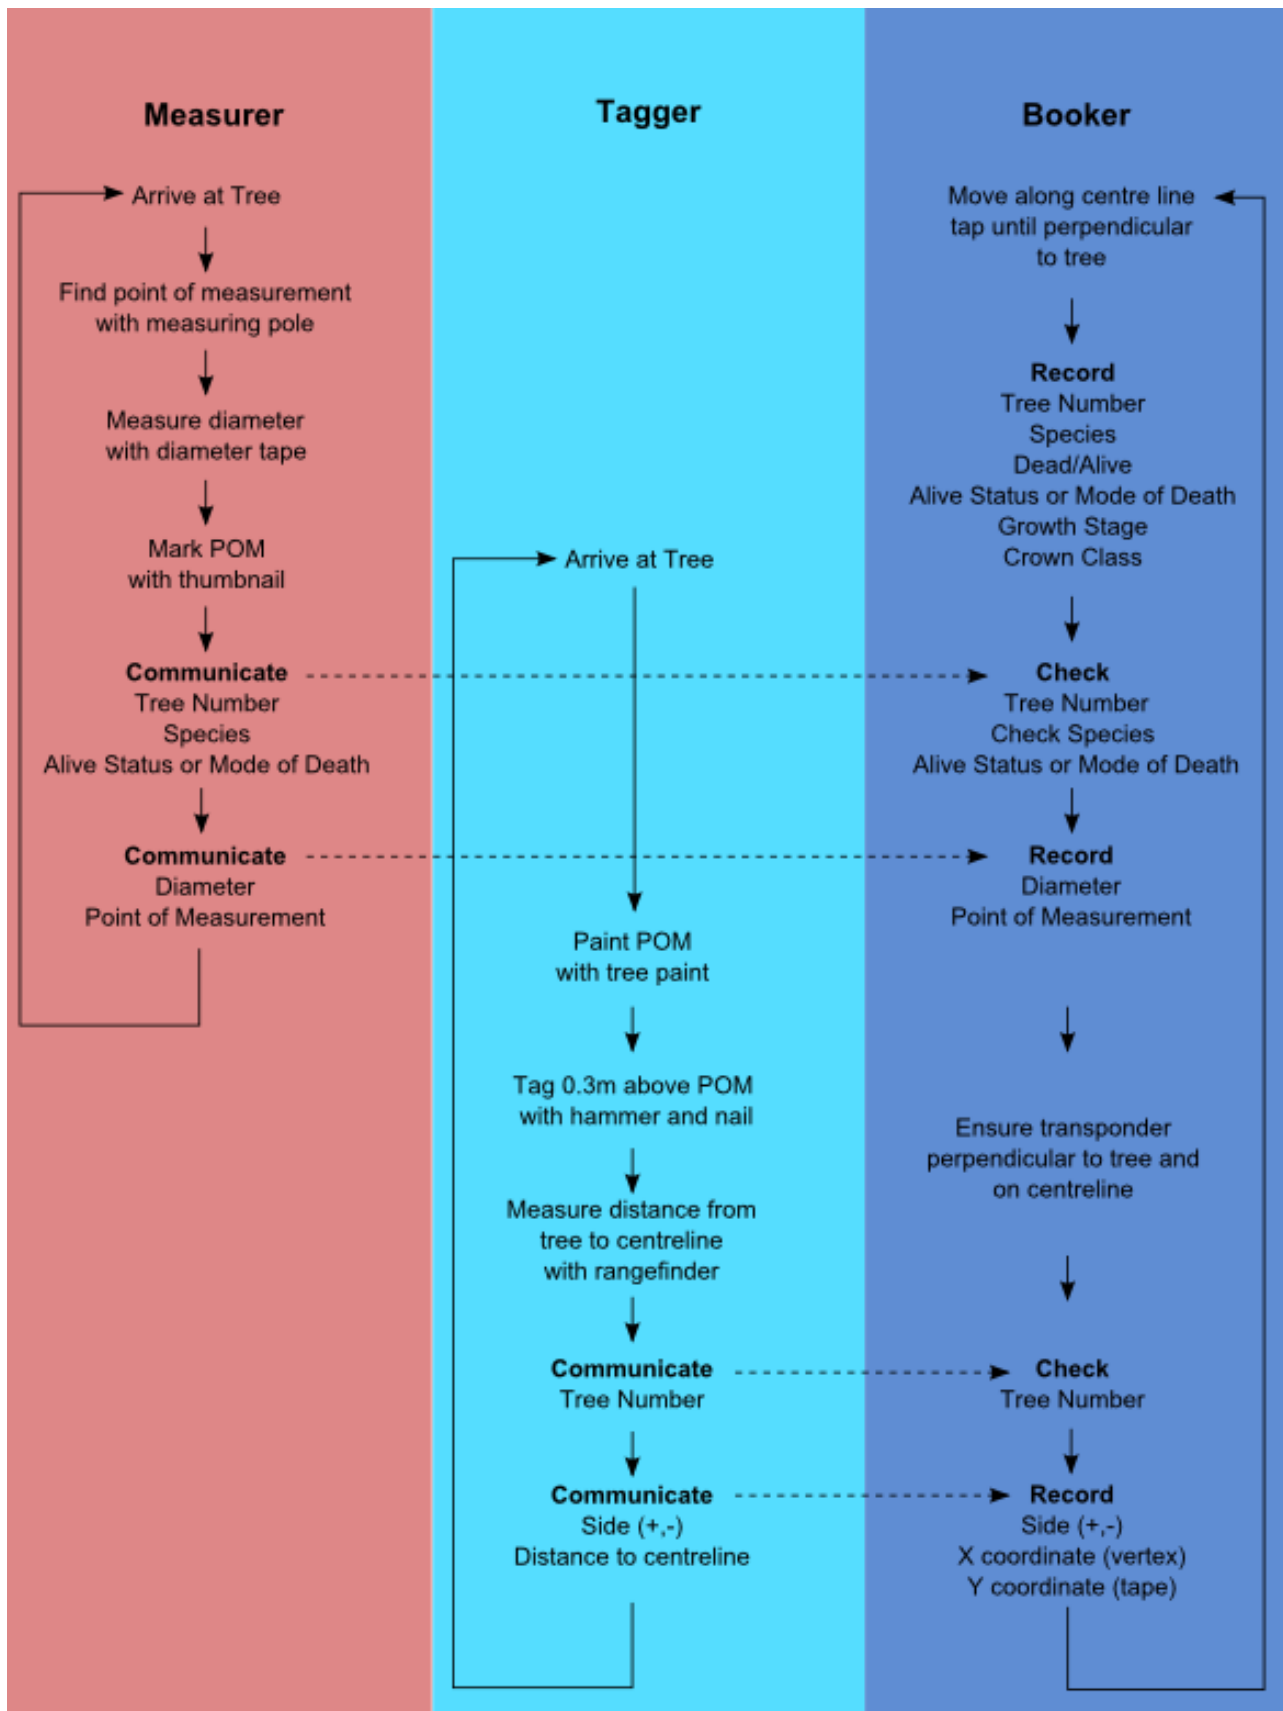 Measurer
Arrive at Tree
Find point of measurement
with measuring pole
Measure diameter
with diameter tape
Mark POM
with thumbnail
Communicate
Tree Number
Species
Alive Status or Mode of Death
Communicate
Diameter
Point of Measurement
Tagger
Arrive at Tree
Paint POM
with tree paint
Tag 0.3m above POM
with hammer and nail
Measure distance from
tree to centreline
with rangefinder
Communicate
Tree Number
Communicate
Side (+,-)
Distance to centreline
Booker
Move along centre line
tap until perpendicular
to tree
Record
Tree Number
Species
Dead/Alive
Alive Status or Mode of Death
Growth Stage
Crown Class
Check
Tree Number
Check Species
Alive Status or Mode of Death
Record
Diameter
Point of Measurement
Ensure transponder
perpendicular to tree and
on centreline
Check
Tree Number
Record
Side (+,-)
X coordinate (vertex)
Y coordinate (tape)